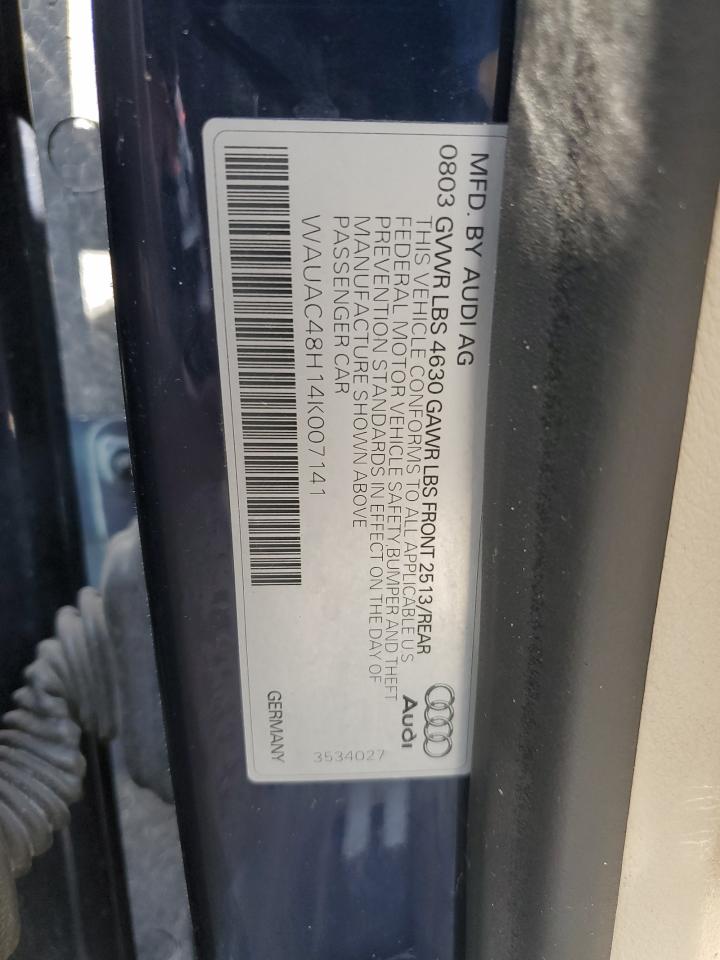 MFD. BY AUDI AG
0803 GVWR LBS 4630 GAWR LBS FRONT 2513/REAR
THIS VEHICLE CONFORMS TO ALL APPLICABLE U S
FEDERAL MOTOR VEHICLE SAFETY,BUMPER AND THEFT
PREVENTION STANDARDS IN EFFECT ON THE DAY OF
MANUFACTURE SHOWN ABOVE
PASSENGER CAR
Audi
WAUAC48H14K007141
3534027
GERMANY